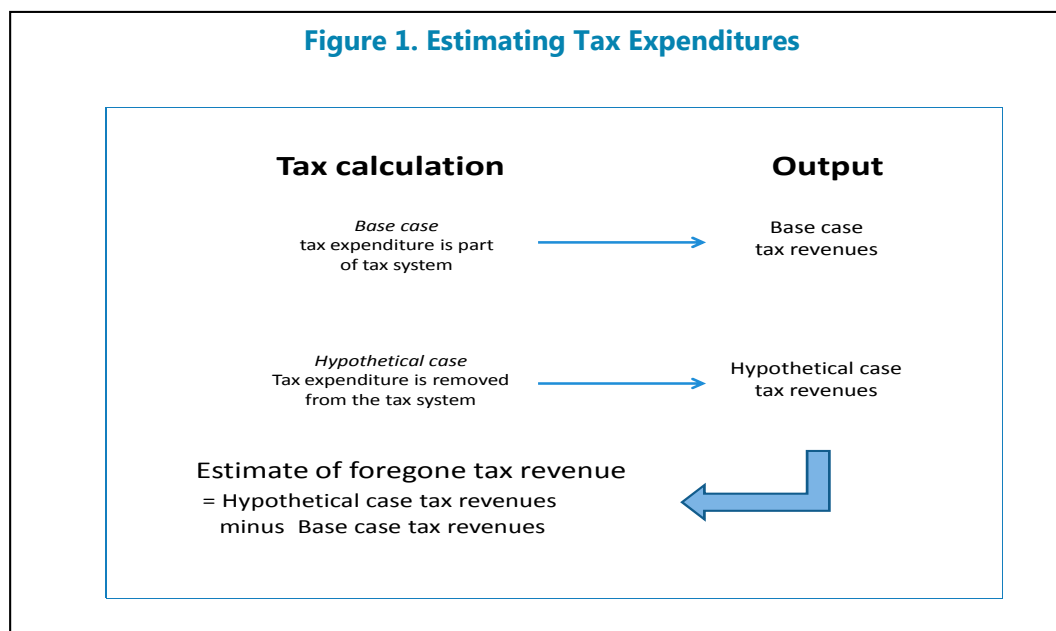 Figure 1. Estimating Tax Expenditures
Tax calculation
Output
Base case
tax expenditure is part
of tax system
Base case
tax revenues
Hypothetical case
Tax expenditure is removed
from the tax system
Hypothetical case
tax revenues
Estimate of foregone tax revenue
= Hypothetical case tax revenues
minus Base case tax revenues